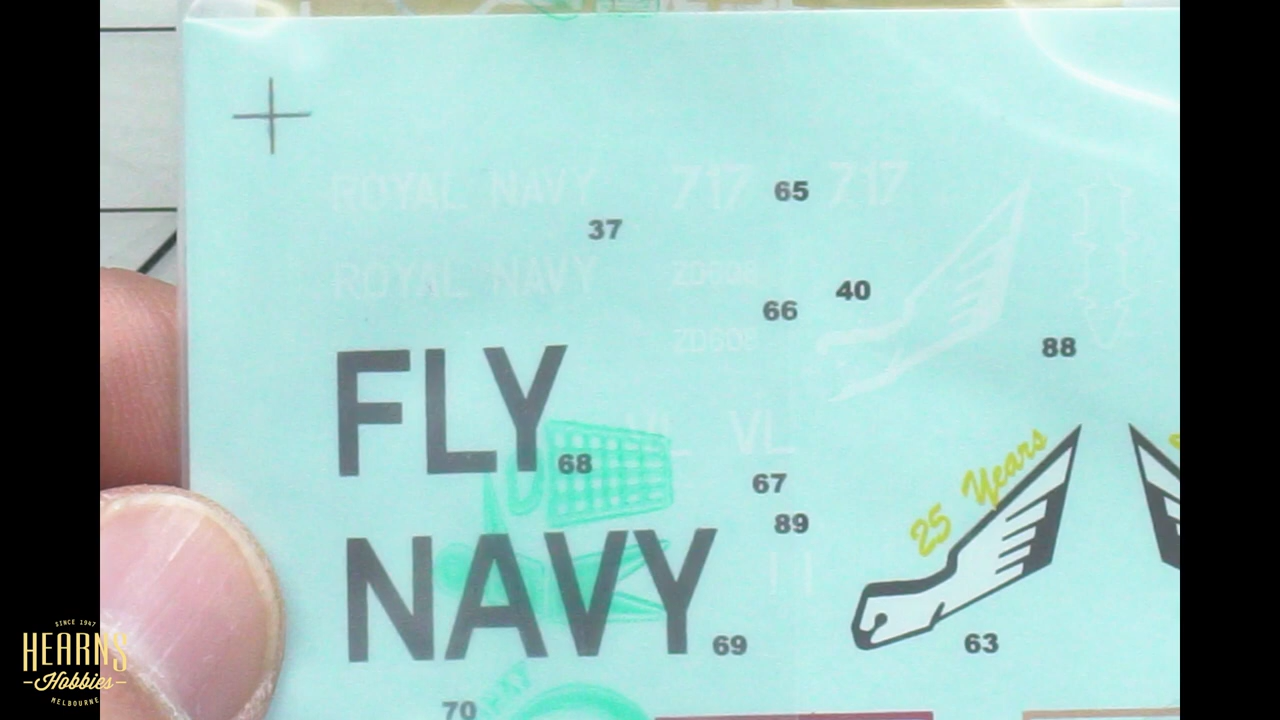 ROYAL NAVY 717 65 717
37
ROYAL NAVY ZD608 40
66
ZD608
88
FLY 68
VL VL
67
25 Years
89
NAVY 69
63
70
SINCE 1947
HEARNS
Hobbies
MELBOURNE